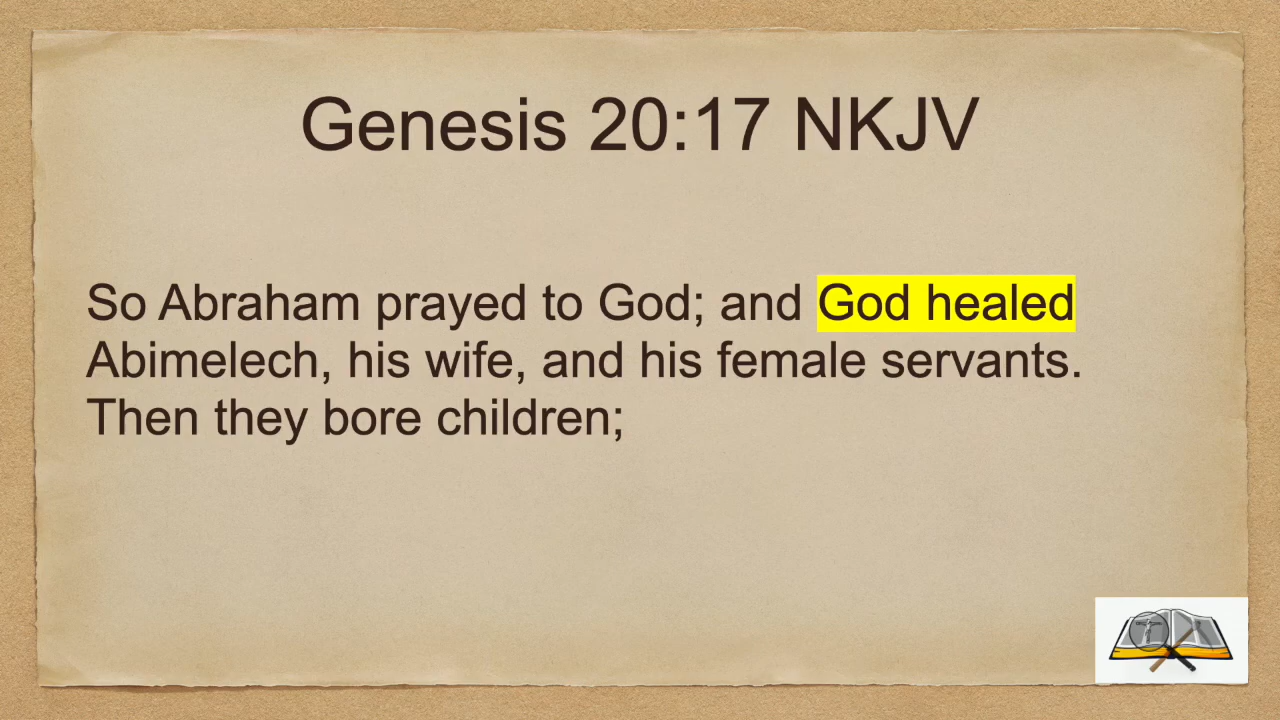 Genesis 20:17 NKJV
So Abraham prayed to God; and God healed
Abimelech, his wife, and his female servants.
Then they bore children;